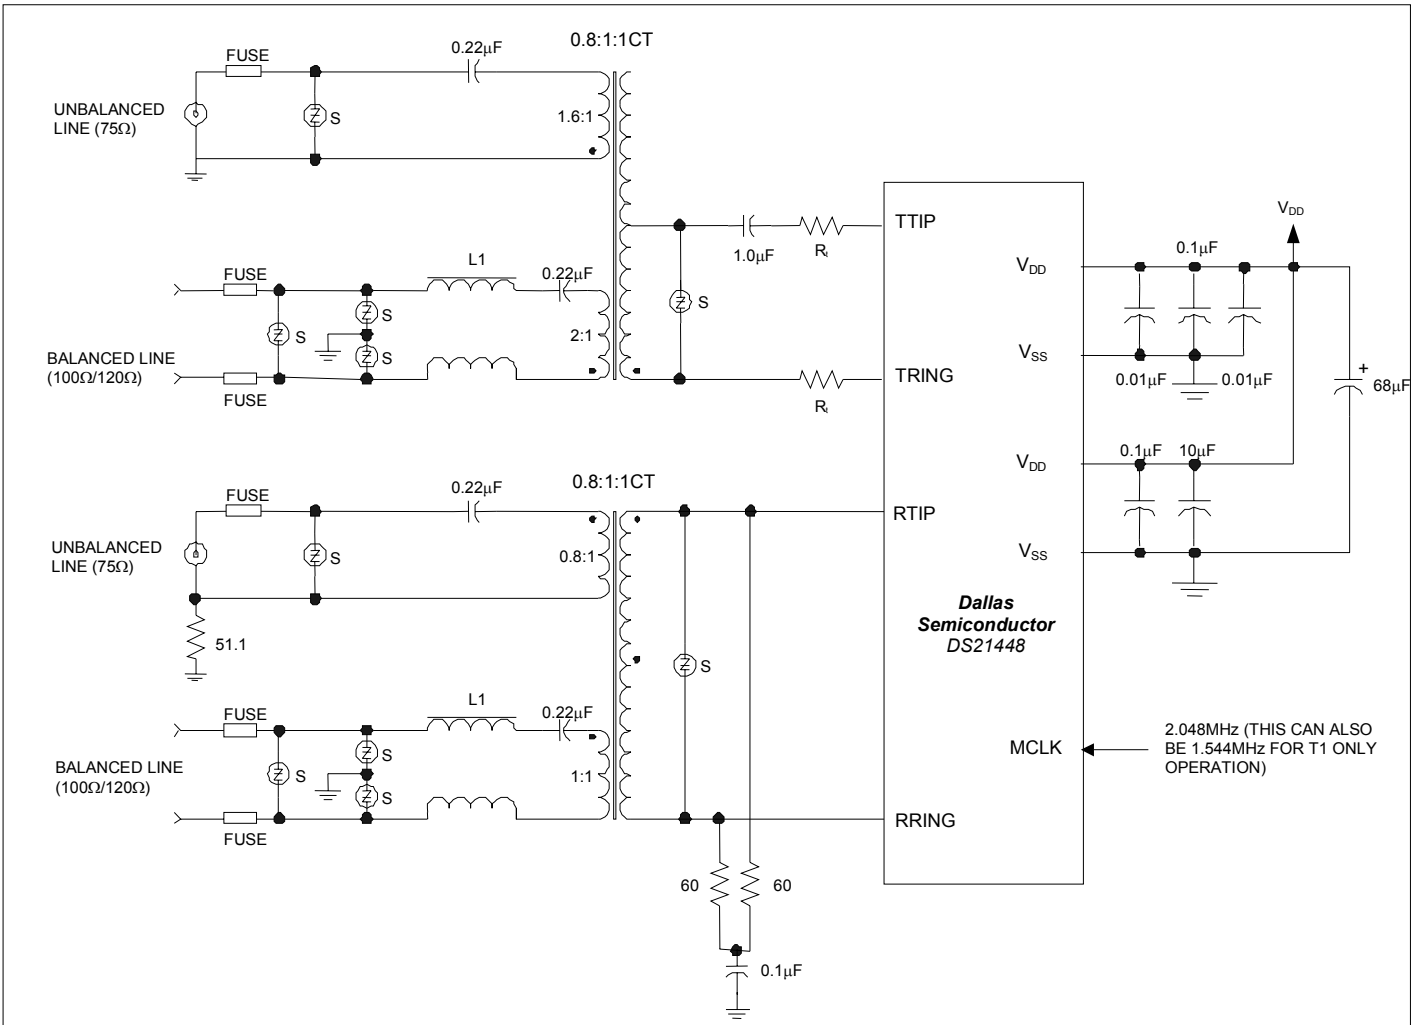 0.8:1:1CT
0.22µF
FUSE
UNBALANCED
LINE (75Ω)
S
1.6:1
TTIP
1.0µF
Rt
VDD
0.1µF
VDD
L1
FUSE
0.22µF
S
S
S
2:1
S
BALANCED LINE
(100Ω/120Ω)
FUSE
TRING
Rt
VSS
0.01µF
0.01µF
+
68µF
VDD
0.1µF
10µF
0.8:1:1CT
0.22µF
FUSE
RTIP
UNBALANCED
LINE (75Ω)
S
0.8:1
VSS
Dallas
Semiconductor
DS21448
51.1
S
L1
FUSE
0.22µF
S
S
S
1:1
BALANCED LINE
(100Ω/120Ω)
FUSE
MCLK
2.048MHz (THIS CAN ALSO
BE 1.544MHz FOR T1 ONLY
OPERATION)
RRING
60
60
0.1µF